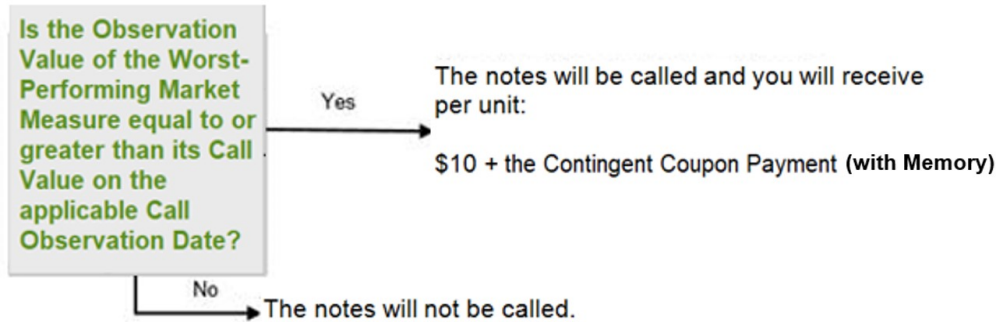 Is the Observation
Value of the Worst-
Performing Market
Measure equal to or
greater than its Call
Value on the
applicable Call
Observation Date?
Yes
The notes will be called and you will receive
per unit:
$10 + the Contingent Coupon Payment (with Memory)
No
The notes will not be called.